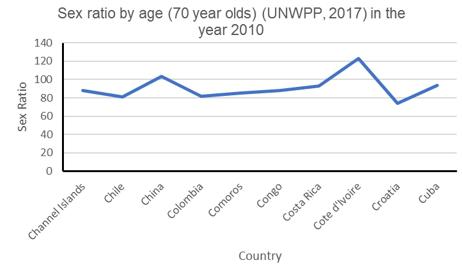 Sex ratio by age (70 year olds) (UNWPP, 2017) in the
year 2010
140
120
100
80
60
40
20
0
Sex Ratio
Channel Islands
Chile
China
Colombia
Comoros
Congo
Costa Rica
Cote d'Ivoire
Croatia
Cuba
Country